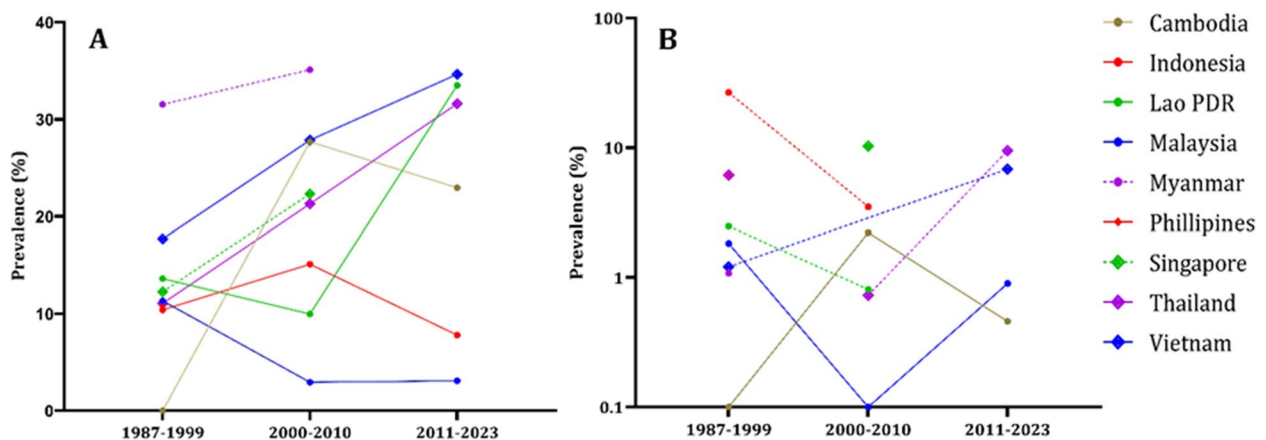 A
Prevalence (%)
40
30
20
10
0
1987-1999 2000-2010 2011-2023
B
Prevalence (%)
100
10
1
0.1
1987-1999 2000-2010 2011-2023
Cambodia
Indonesia
Lao PDR
Malaysia
Myanmar
Phillipines
Singapore
Thailand
Vietnam